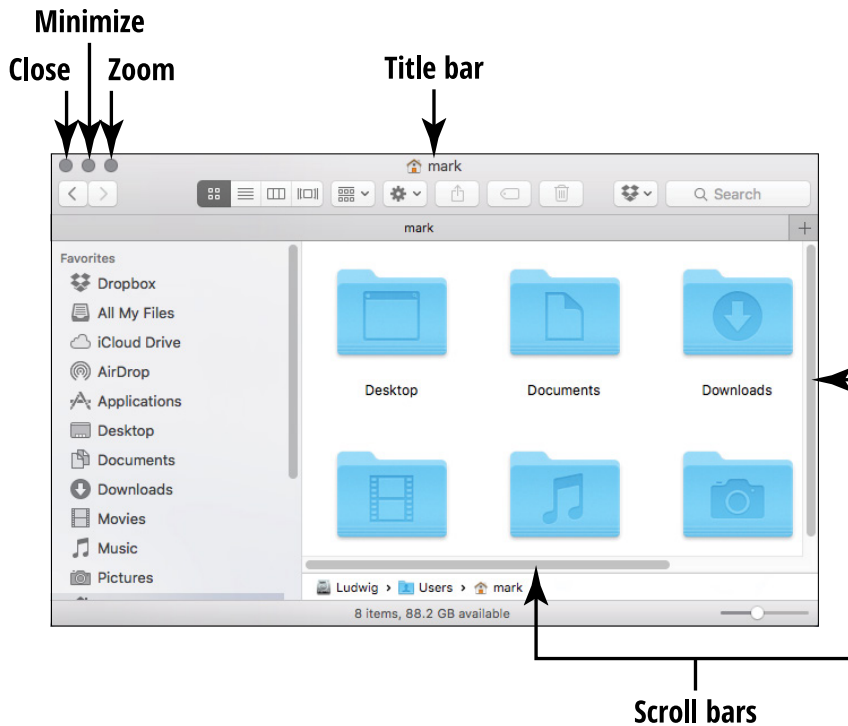 Minimize
Close Zoom
Title bar
mark
Search
mark
Favorites
Dropbox
All My Files
iCloud Drive
AirDrop
Applications
Desktop
Documents
Downloads
Movies
Music
Pictures
Desktop Documents Downloads
Ludwig › Users › mark
8 items, 88.2 GB available
Scroll bars